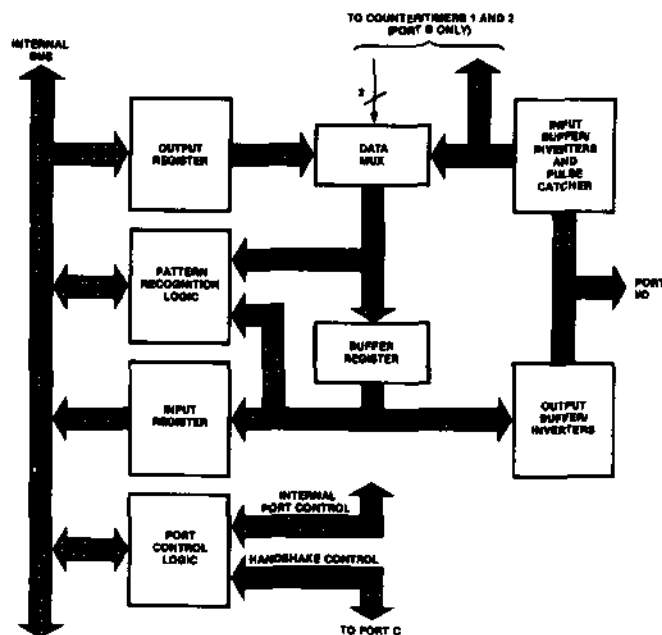 TO COUNTER/TIMERS 1 AND 2
(PORT B ONLY)
INTERNAL
BUS
2
OUTPUT
REGISTER
DATA
MUX
INPUT
BUFFER/
INVERTERS
AND
PULSE
CATCHER
PATTERN
RECOGNITION
LOGIC
PORT
I/O
BUFFER
REGISTER
INPUT
REGISTER
OUTPUT
BUFFER/
INVERTERS
INTERNAL
PORT CONTROL
PORT
CONTROL
LOGIC
HANDSHAKE CONTROL
TO PORT C